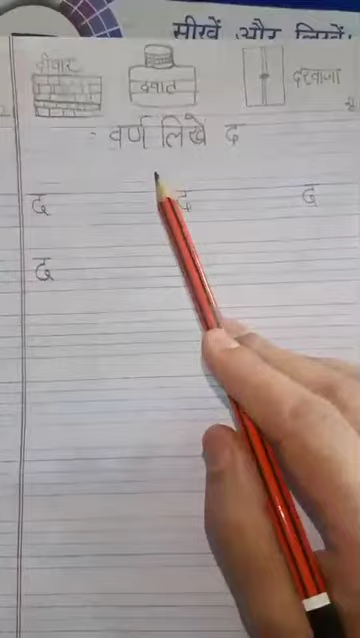 सीखें और लिखें।
दीवार
दवात
दरवाजा
वर्ण लिखे द
द द द
द